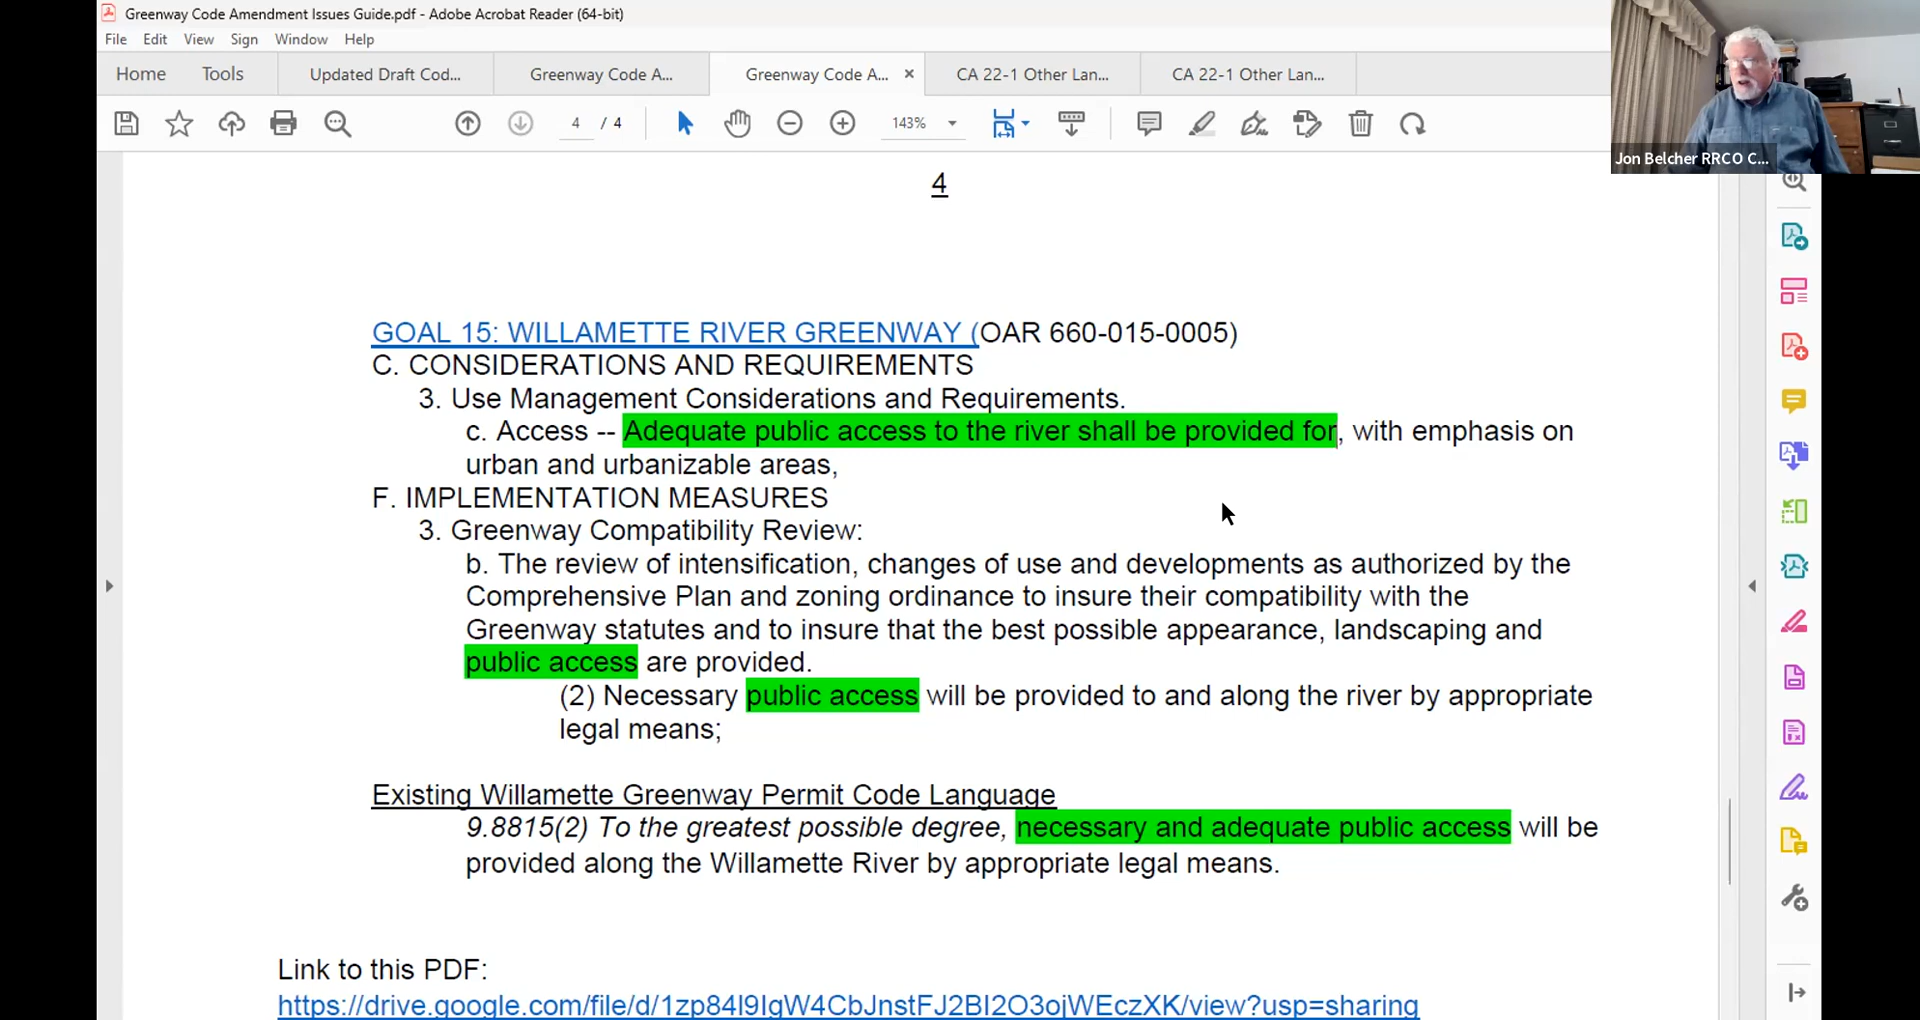 Greenway Code Amendment Issues Guide.pdf - Adobe Acrobat Reader (64-bit)
File Edit View Sign Window Help
Home Tools Updated Draft Cod... Greenway Code A... Greenway Code A... × CA 22-1 Other Lan... CA 22-1 Other Lan...
4 / 4 143%
Jon Belcher RRCO C...
4
GOAL 15: WILLAMETTE RIVER GREENWAY (OAR 660-015-0005)
C. CONSIDERATIONS AND REQUIREMENTS
3. Use Management Considerations and Requirements.
c. Access -- Adequate public access to the river shall be provided for, with emphasis on
urban and urbanizable areas,
F. IMPLEMENTATION MEASURES
3. Greenway Compatibility Review:
b. The review of intensification, changes of use and developments as authorized by the
Comprehensive Plan and zoning ordinance to insure their compatibility with the
Greenway statutes and to insure that the best possible appearance, landscaping and
public access are provided.
(2) Necessary public access will be provided to and along the river by appropriate
legal means;
Existing Willamette Greenway Permit Code Language
9.8815(2) To the greatest possible degree, necessary and adequate public access will be
provided along the Willamette River by appropriate legal means.
Link to this PDF:
https://drive.google.com/file/d/1zp84I9IgW4CbJnstFJ2BI2O3ojWEczXK/view?usp=sharing